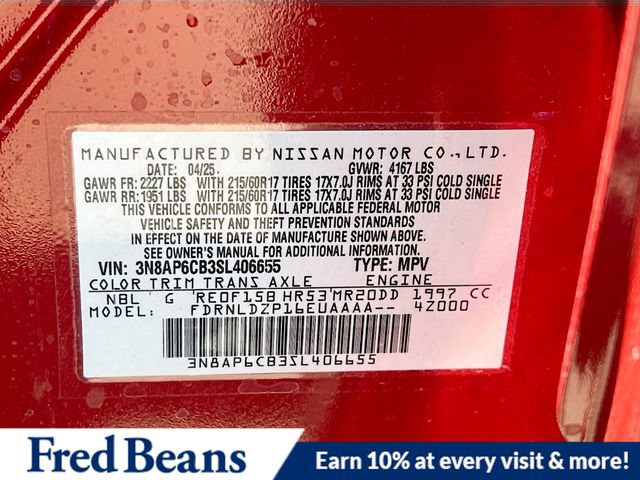 MANUFACTURED BY NISSAN MOTOR CO., LTD.
DATE: 04/25 GVWR: 4167 LBS
GAWR FR: 2227 LBS WITH 215/60R17 TIRES 17X7.0J RIMS AT 33 PSI COLD SINGLE
GAWR RR: 1951 LBS WITH 215/60R17 TIRES 17X7.0J RIMS AT 33 PSI COLD SINGLE
THIS VEHICLE CONFORMS TO ALL APPLICABLE FEDERAL MOTOR
VEHICLE SAFETY AND THEFT PREVENTION STANDARDS
IN EFFECT ON THE DATE OF MANUFACTURE SHOWN ABOVE.
SEE OWNER'S MANUAL FOR ADDITIONAL INFORMATION.
VIN: 3N8AP6CB3SL406655 TYPE: MPV
COLOR TRIM TRANS AXLE ENGINE
NBL G RE0F15B HR53 MR20DD 1997 CC
MODEL: FDRNLDZP16EUAAAA-- 4Z000
3N8AP6CB3SL406655
Fred Beans
Earn 10% at every visit & more!